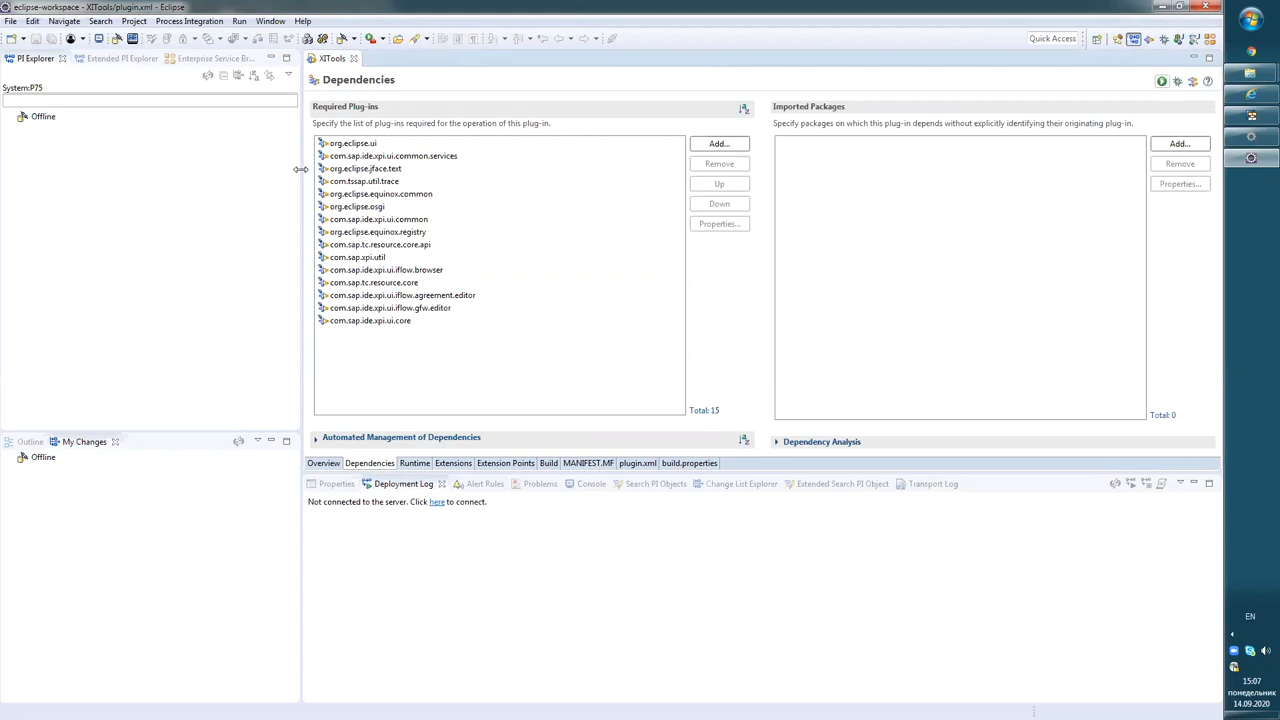 eclipse-workspace - XITools/plugin.xml - Eclipse
File Edit Navigate Search Project Process Integration Run Window Help
Quick Access
PI Explorer Extended PI Explorer Enterprise Service Br...
XITools
System:P75
Offline
Dependencies
Required Plug-ins
Specify the list of plug-ins required for the operation of this plug-in.
org.eclipse.ui
com.sap.ide.xpi.ui.common.services
org.eclipse.jface.text
com.tssap.util.trace
org.eclipse.equinox.common
org.eclipse.osgi
com.sap.ide.xpi.ui.common
org.eclipse.equinox.registry
com.sap.tc.resource.core.api
com.sap.xpi.util
com.sap.ide.xpi.ui.iflow.browser
com.sap.tc.resource.core
com.sap.ide.xpi.ui.iflow.agreement.editor
com.sap.ide.xpi.ui.iflow.gfw.editor
com.sap.ide.xpi.ui.core
Add...
Remove
Up
Down
Properties...
Total: 15
Imported Packages
Specify packages on which this plug-in depends without explicitly identifying their originating plug-in.
Add...
Remove
Properties...
Total: 0
Automated Management of Dependencies
Dependency Analysis
Overview Dependencies Runtime Extensions Extension Points Build MANIFEST.MF plugin.xml build.properties
Outline My Changes
Offline
Properties Deployment Log Alert Rules Problems Console Search PI Objects Change List Explorer Extended Search PI Object Transport Log
Not connected to the server. Click here to connect.
EN
15:07
понедельник
14.09.2020